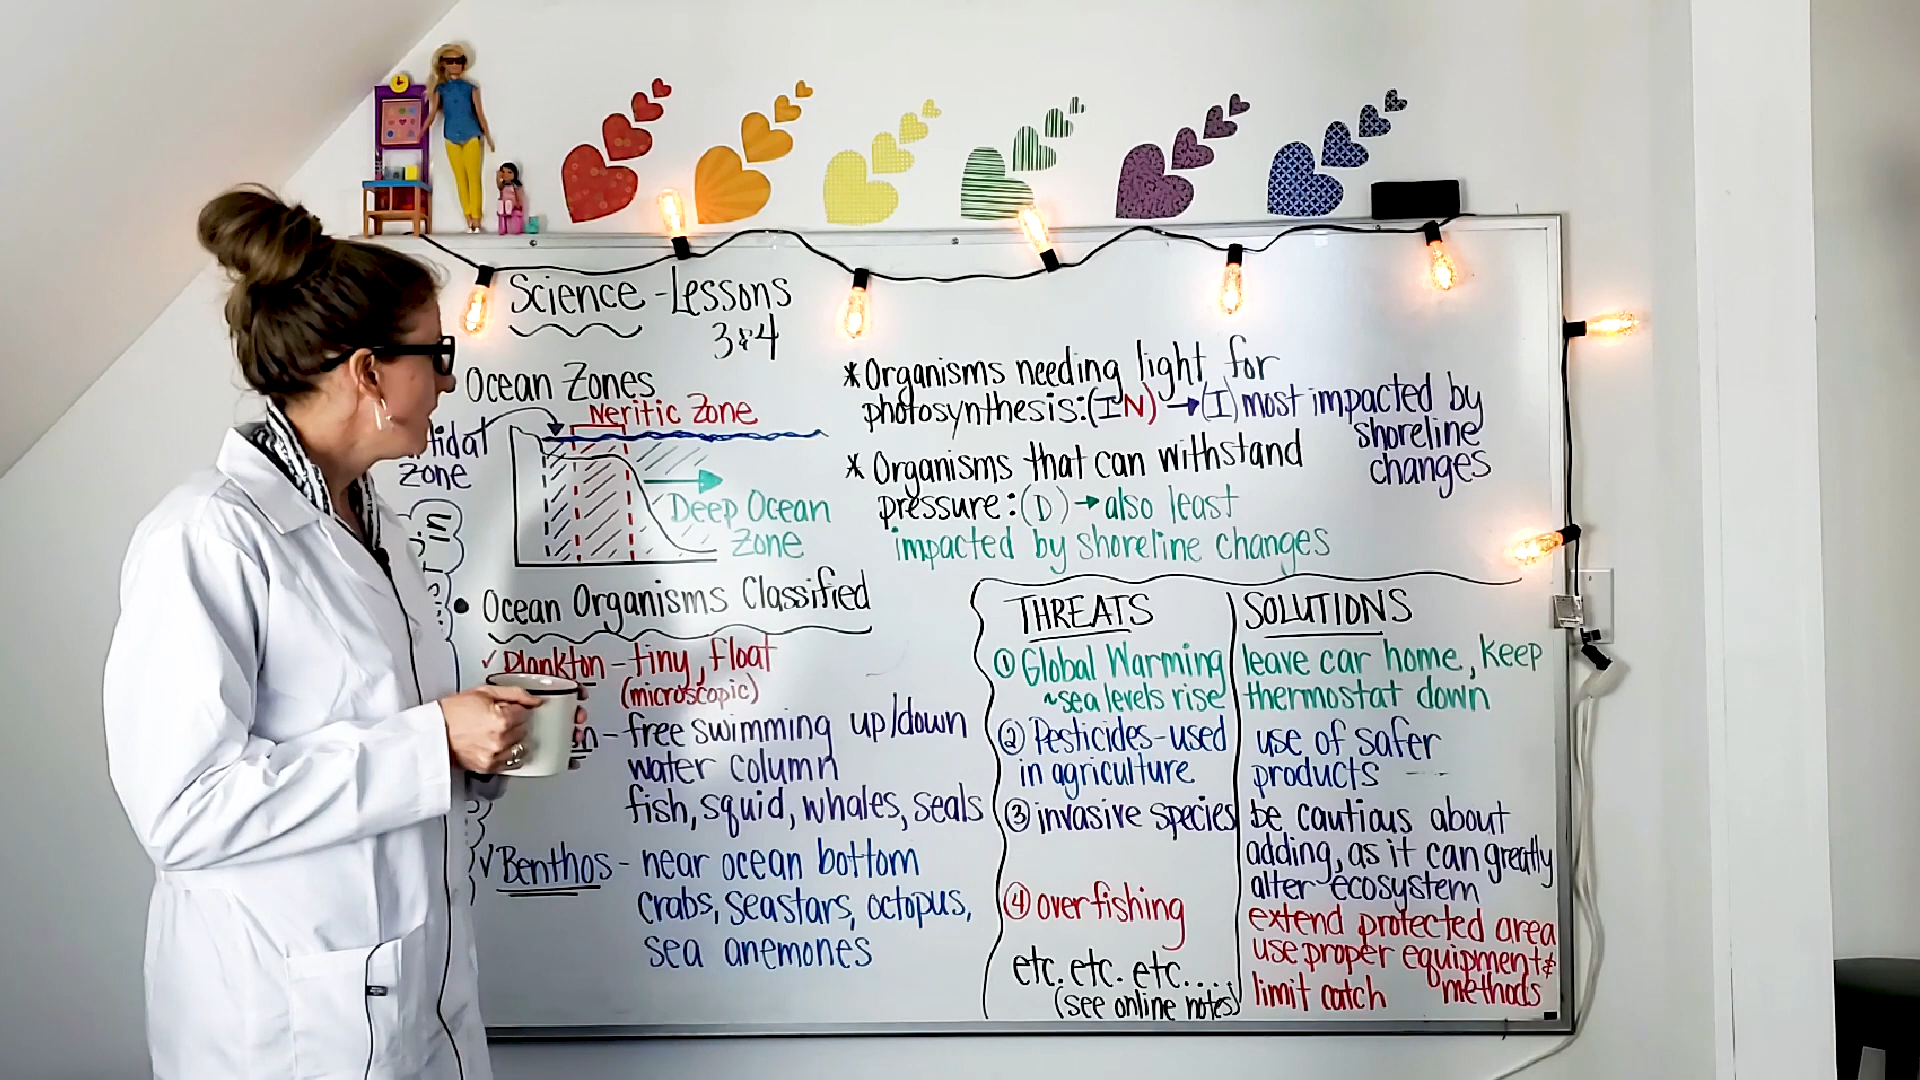 Science - Lessons
3 & 4
Ocean Zones
Neritic Zone
tidal
zone
Deep Ocean
Zone
* Organisms needing light for
photosynthesis: (I N) → (I) most impacted by
shoreline
changes
* Organisms that can withstand
pressure: (D) → also least
impacted by shoreline changes
• Ocean Organisms Classified
✓ Plankton - tiny, float
(microscopic)
n - free swimming up/down
water column
fish, squid, whales, seals
✓ Benthos - near ocean bottom
crabs, seastars, octopus,
sea anemones
THREATS
① Global Warming
~sea levels rise
② Pesticides - used
in agriculture
③ invasive species
④ overfishing
etc. etc. etc....
(see online notes)
SOLUTIONS
leave car home, keep
thermostat down
use of safer
products
be cautious about
adding, as it can greatly
alter ecosystem
extend protected area
use proper equipment &
methods
limit catch